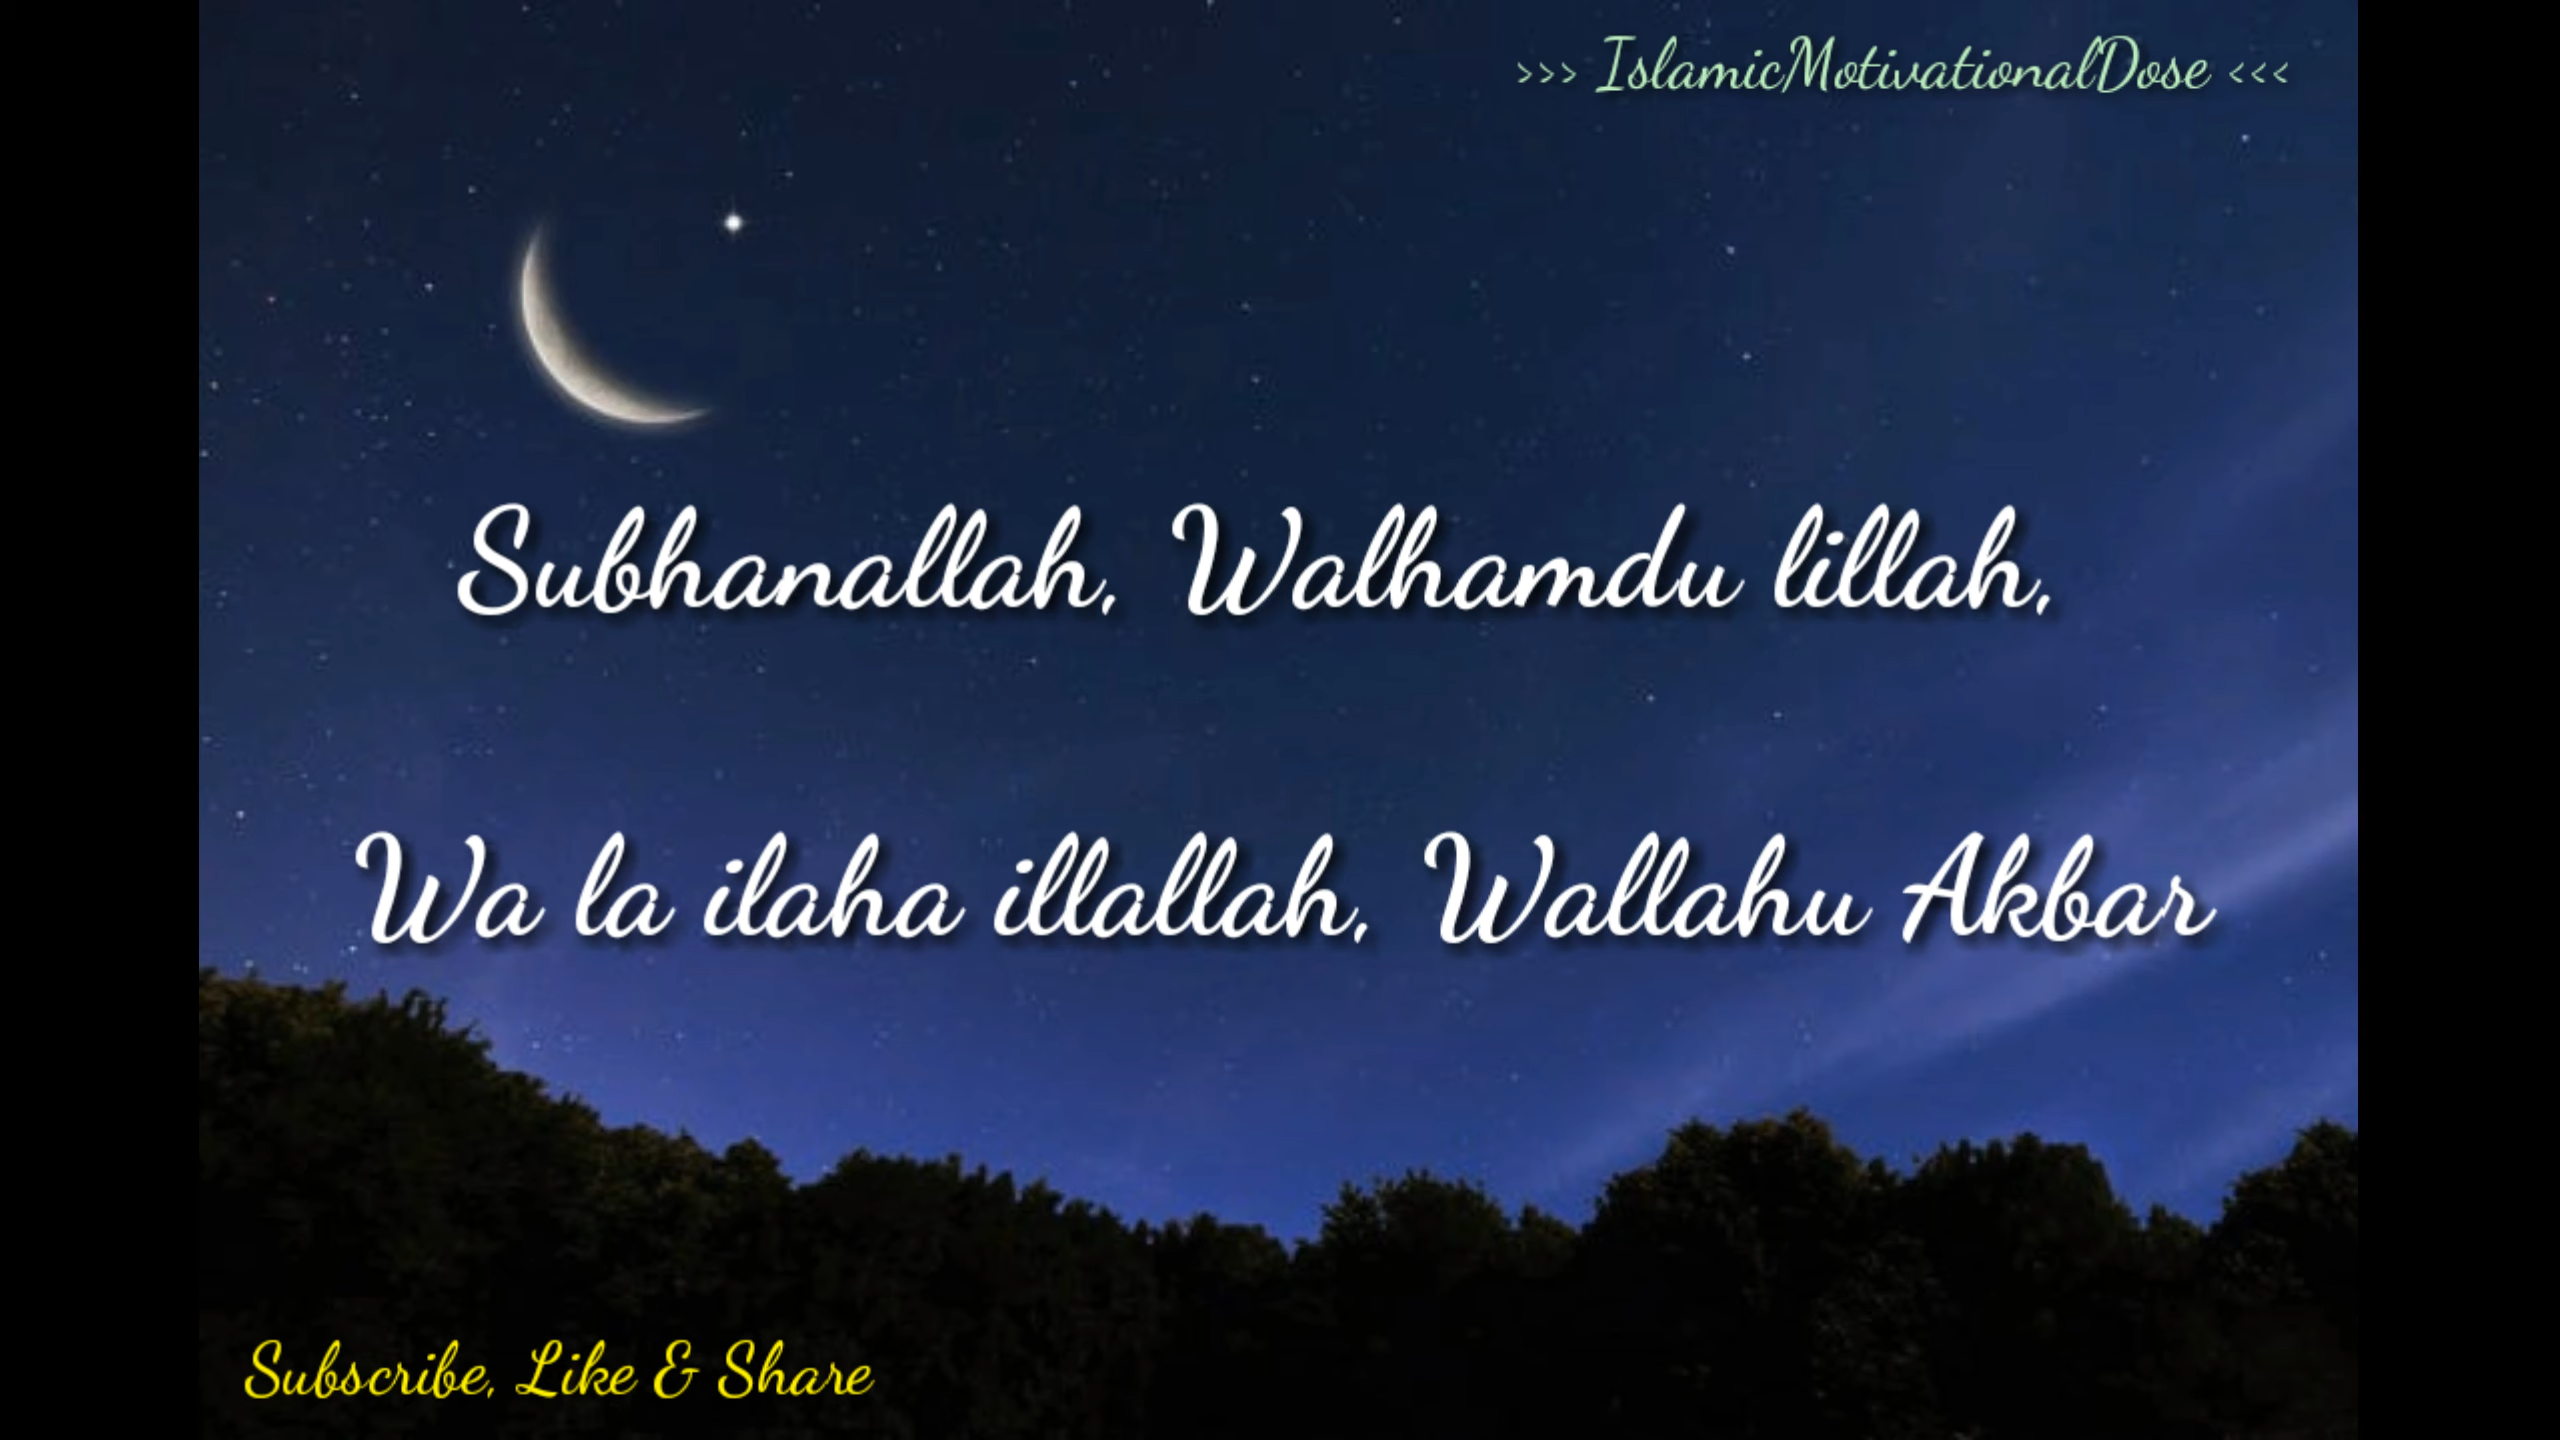 >>> IslamicMotivationalDose <<<
Subhanallah, Walhamdu lillah,
Wa la ilaha illallah, Wallahu Akbar
Subscribe, Like & Share